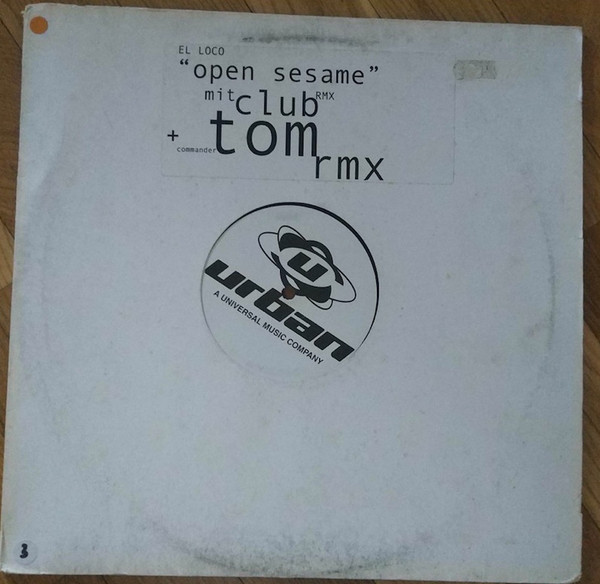 EL LOCO
“open sesame”
mit club RMX
+ commander tom
rmx
U
urban
A UNIVERSAL MUSIC COMPANY
3